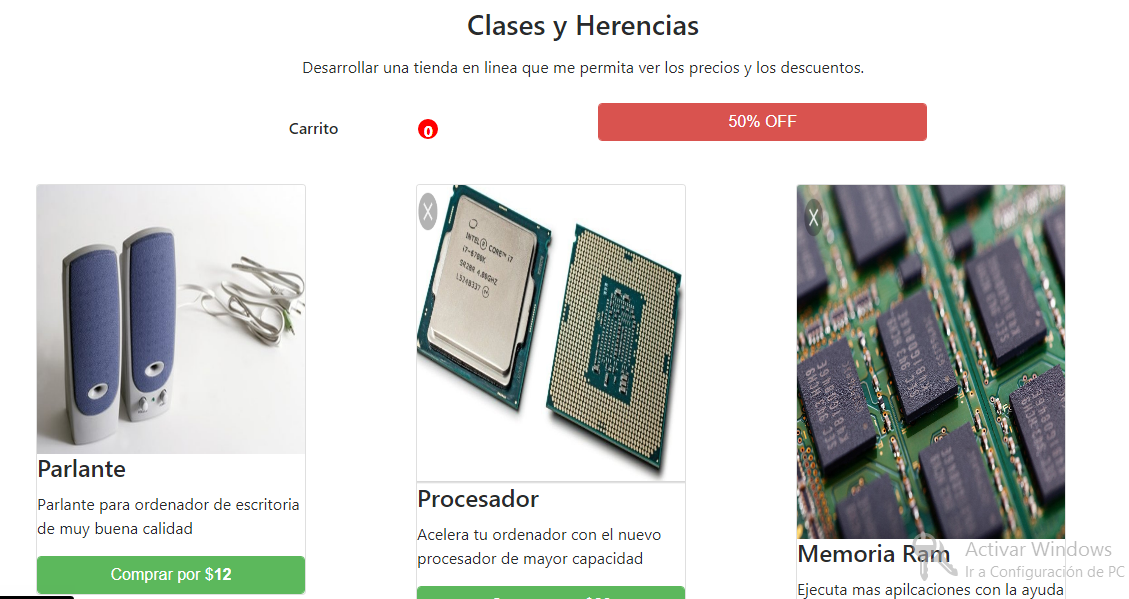 Clases y Herencias
Desarrollar una tienda en linea que me permita ver los precios y los descuentos.
Carrito
0
50% OFF
X
INTEL® CORE™ i7
i7-6700K
SR2BR 4.00GHZ
X
Parlante
Parlante para ordenador de escritoria
de muy buena calidad
Comprar por $12
Procesador
Acelera tu ordenador con el nuevo
procesador de mayor capacidad
Memoria Ram
Ejecuta mas apilcaciones con la ayuda
Activar Windows
Ir a Configuración de PC